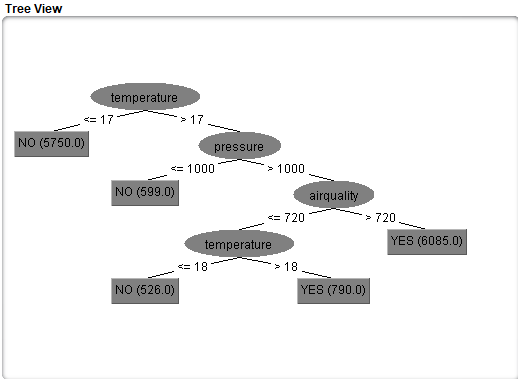 Tree View
temperature
<= 17
> 17
NO (5750.0)
pressure
<= 1000
> 1000
NO (599.0)
airquality
<= 720
> 720
temperature
YES (6085.0)
<= 18
> 18
NO (526.0)
YES (790.0)